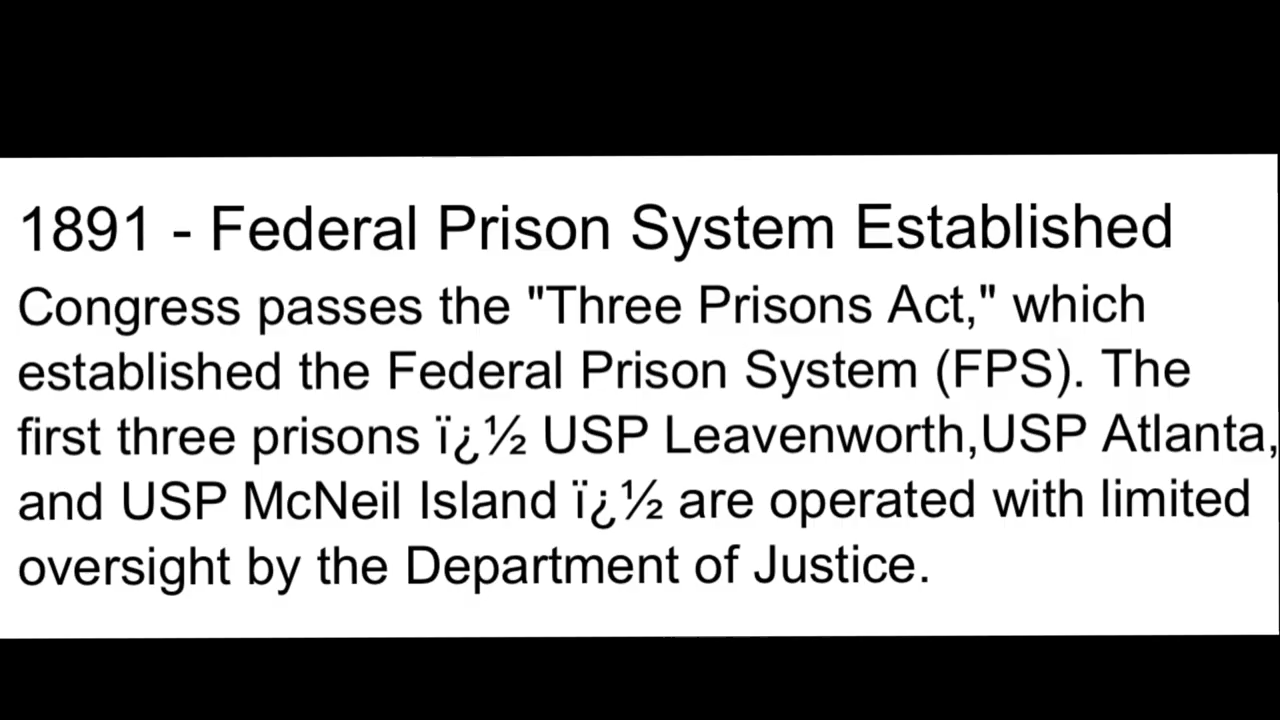 1891 - Federal Prison System Established
Congress passes the "Three Prisons Act," which
established the Federal Prison System (FPS). The
first three prisons ï¿½ USP Leavenworth,USP Atlanta,
and USP McNeil Island ï¿½ are operated with limited
oversight by the Department of Justice.